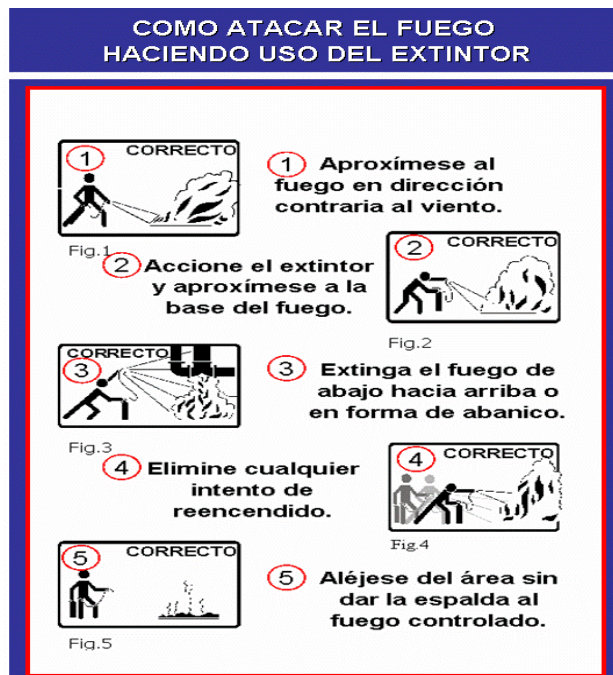 COMO ATACAR EL FUEGO
HACIENDO USO DEL EXTINTOR
1 CORRECTO
Fig.1
1 Aproxímese al
fuego en dirección
contraria al viento.
2 Accione el extintor
y aproxímese a la
base del fuego.
2 CORRECTO
Fig.2
CORRECTO
3
Fig.3
3 Extinga el fuego de
abajo hacia arriba o
en forma de abanico.
4 Elimine cualquier
intento de
reencendido.
4 CORRECTO
Fig.4
5 CORRECTO
Fig.5
5 Aléjese del área sin
dar la espalda al
fuego controlado.